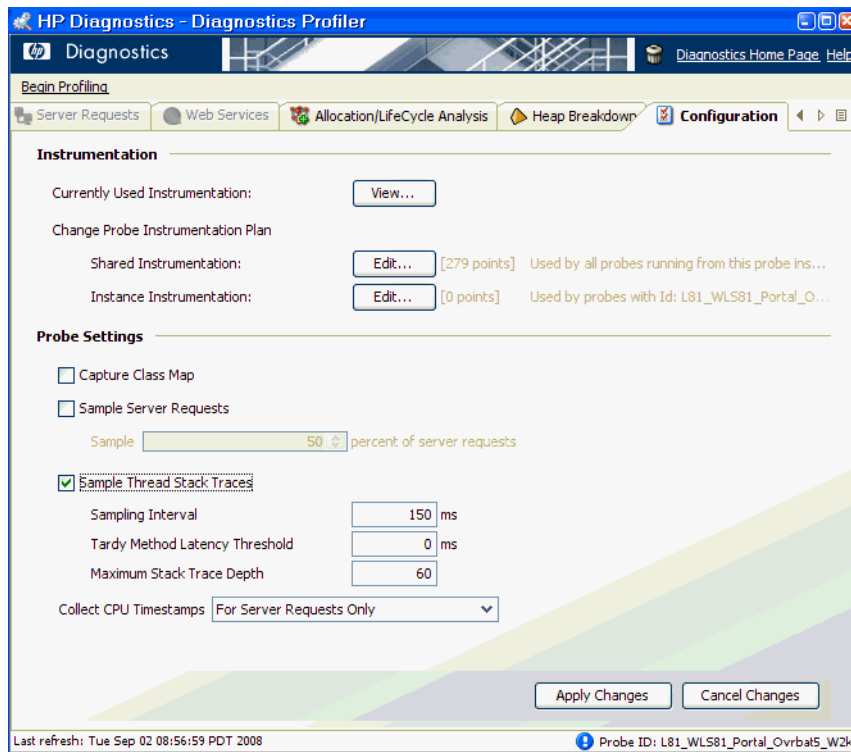 HP Diagnostics - Diagnostics Profiler
hp Diagnostics Diagnostics Home Page Help
Begin Profiling
Server Requests Web Services Allocation/LifeCycle Analysis Heap Breakdown Configuration
Instrumentation
Currently Used Instrumentation: View...
Change Probe Instrumentation Plan
Shared Instrumentation: Edit... [279 points] Used by all probes running from this probe ins...
Instance Instrumentation: Edit... [0 points] Used by probes with Id: L81_WLS81_Portal_O...
Probe Settings
Capture Class Map
Sample Server Requests
Sample 50 percent of server requests
Sample Thread Stack Traces
Sampling Interval 150 ms
Tardy Method Latency Threshold 0 ms
Maximum Stack Trace Depth 60
Collect CPU Timestamps For Server Requests Only
Apply Changes Cancel Changes
Last refresh: Tue Sep 02 08:56:59 PDT 2008 Probe ID: L81_WLS81_Portal_Ovrbat5_W2k